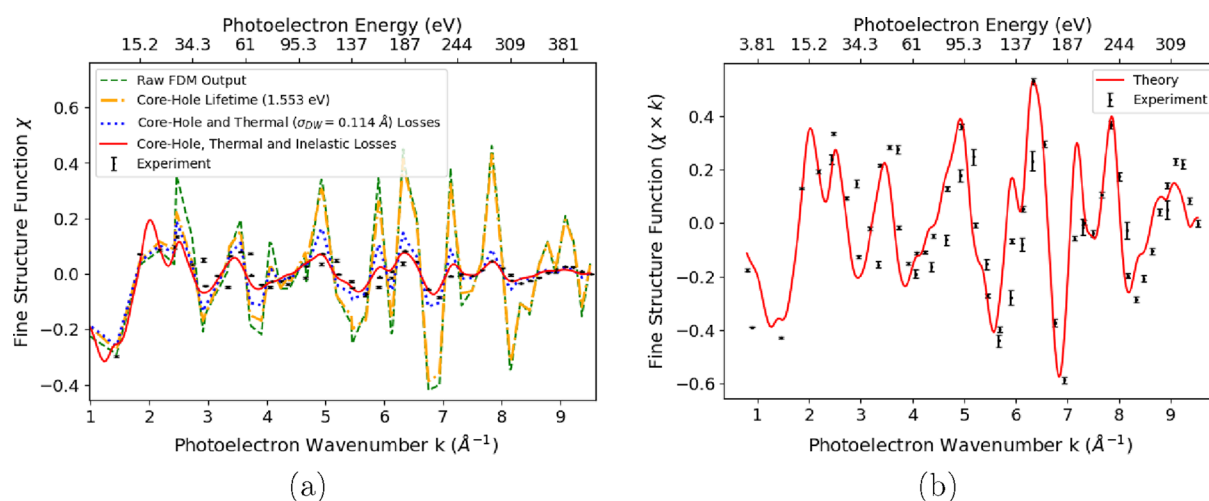 Photoelectron Energy (eV)
15.2 34.3 61 95.3 137 187 244 309 381
Fine Structure Function χ
0.6
0.4
0.2
0.0
−0.2
−0.4
Raw FDM Output
Core-Hole Lifetime (1.553 eV)
Core-Hole and Thermal (σDW = 0.114 Å) Losses
Core-Hole, Thermal and Inelastic Losses
Experiment
1 2 3 4 5 6 7 8 9
Photoelectron Wavenumber k (Å⁻¹)
(a)
Photoelectron Energy (eV)
3.81 15.2 34.3 61 95.3 137 187 244 309
Fine Structure Function (χ × k)
0.4
0.2
0.0
−0.2
−0.4
−0.6
Theory
Experiment
1 2 3 4 5 6 7 8 9
Photoelectron Wavenumber k (Å⁻¹)
(b)